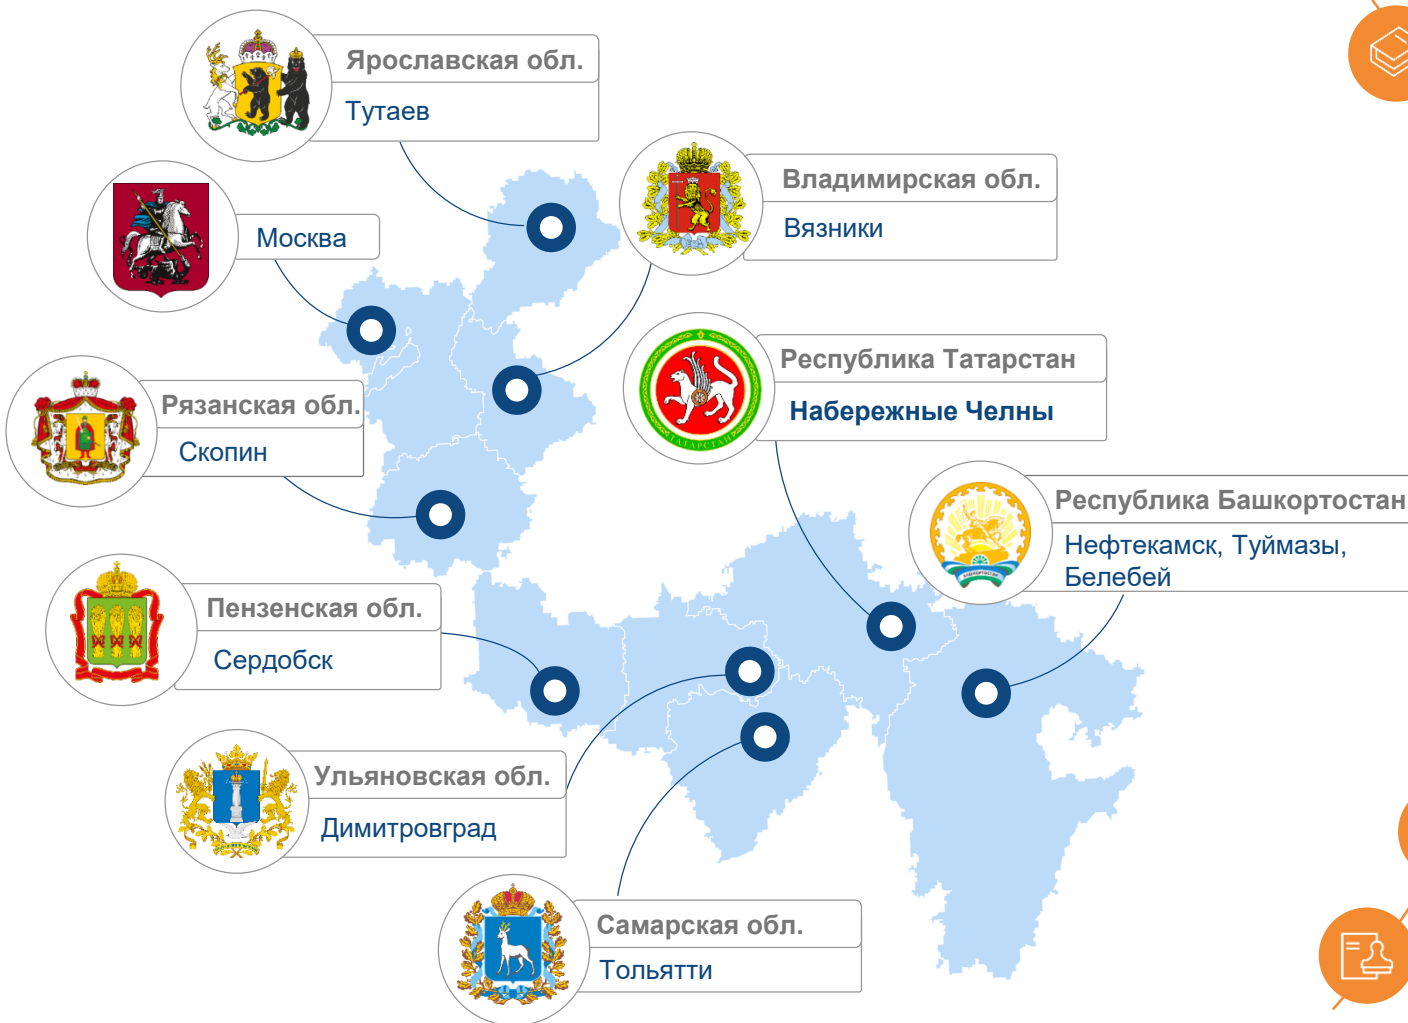 Ярославская обл.
Тутаев
Москва
Владимирская обл.
Вязники
Рязанская обл.
Скопин
Республика Татарстан
Набережные Челны
ТАТАРСТАН
Республика Башкортостан
Нефтекамск, Туймазы,
Белебей
Пензенская обл.
Сердобск
Ульяновская обл.
Димитровград
Самарская обл.
Тольятти